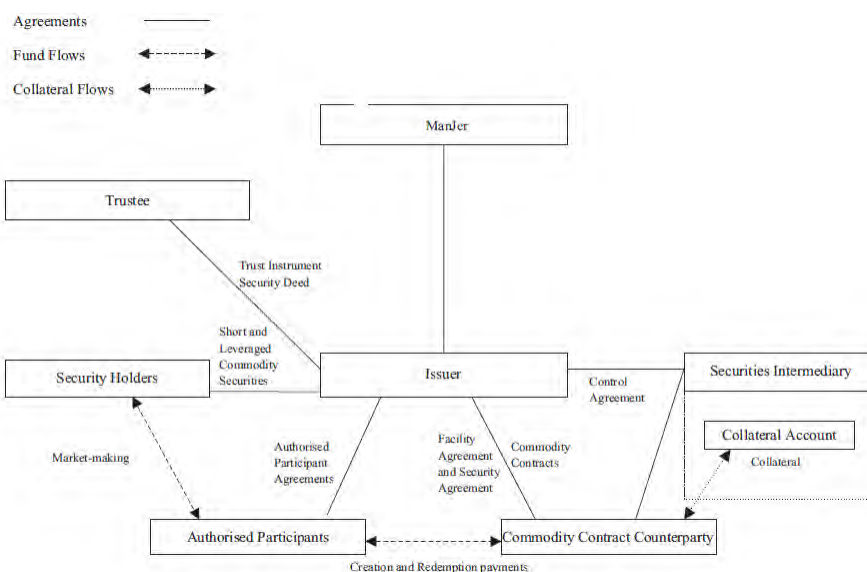 Agreements
Fund Flows
Collateral Flows
ManJer
Trustee
Trust Instrument
Security Deed
Short and
Leveraged
Commodity
Securities
Security Holders
Issuer
Control
Agreement
Securities Intermediary
Collateral Account
Collateral
Market-making
Authorised
Participant
Agreements
Facility
Agreement
and Security
Agreement
Commodity
Contracts
Authorised Participants
Commodity Contract Counterparty
Creation and Redemption payments